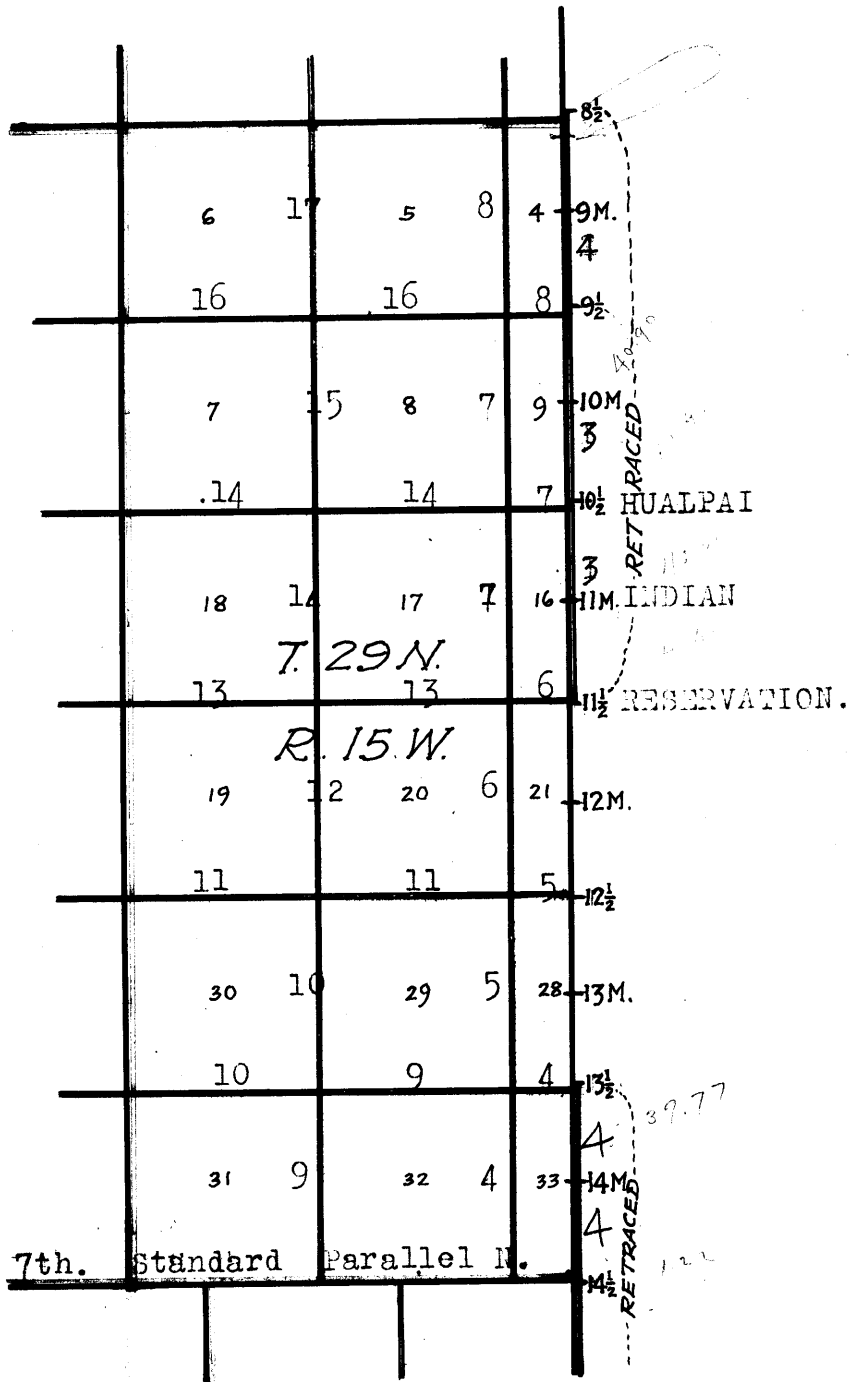 8½
6 17 5 8 4 9M.
4
16 16 8 9½
40.90
7 15 8 7 9 10M
3
RETRACED
.14 14 7 10½ HUALPAI
3
18 14 17 7 16 11M. INDIAN
T. 29 N.
13 13 6 11½ RESERVATION.
R. 15 W.
19 12 20 6 21 12M.
11 11 5 12½
30 10 29 5 28 13M.
10 9 4 13½
39.77
4
31 9 32 4 33 14M
4
RETRACED
7th. Standard Parallel N.
14½